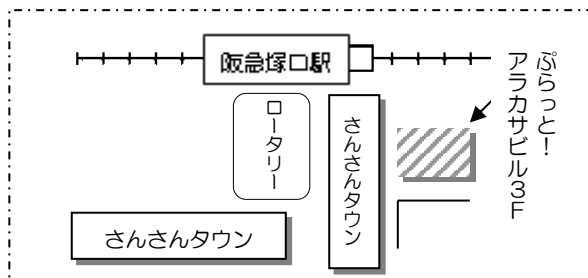 阪急塚口駅
ロータリー
さんさんタウン
さんさんタウン
ぷらっと！
アラカサビル３Ｆ